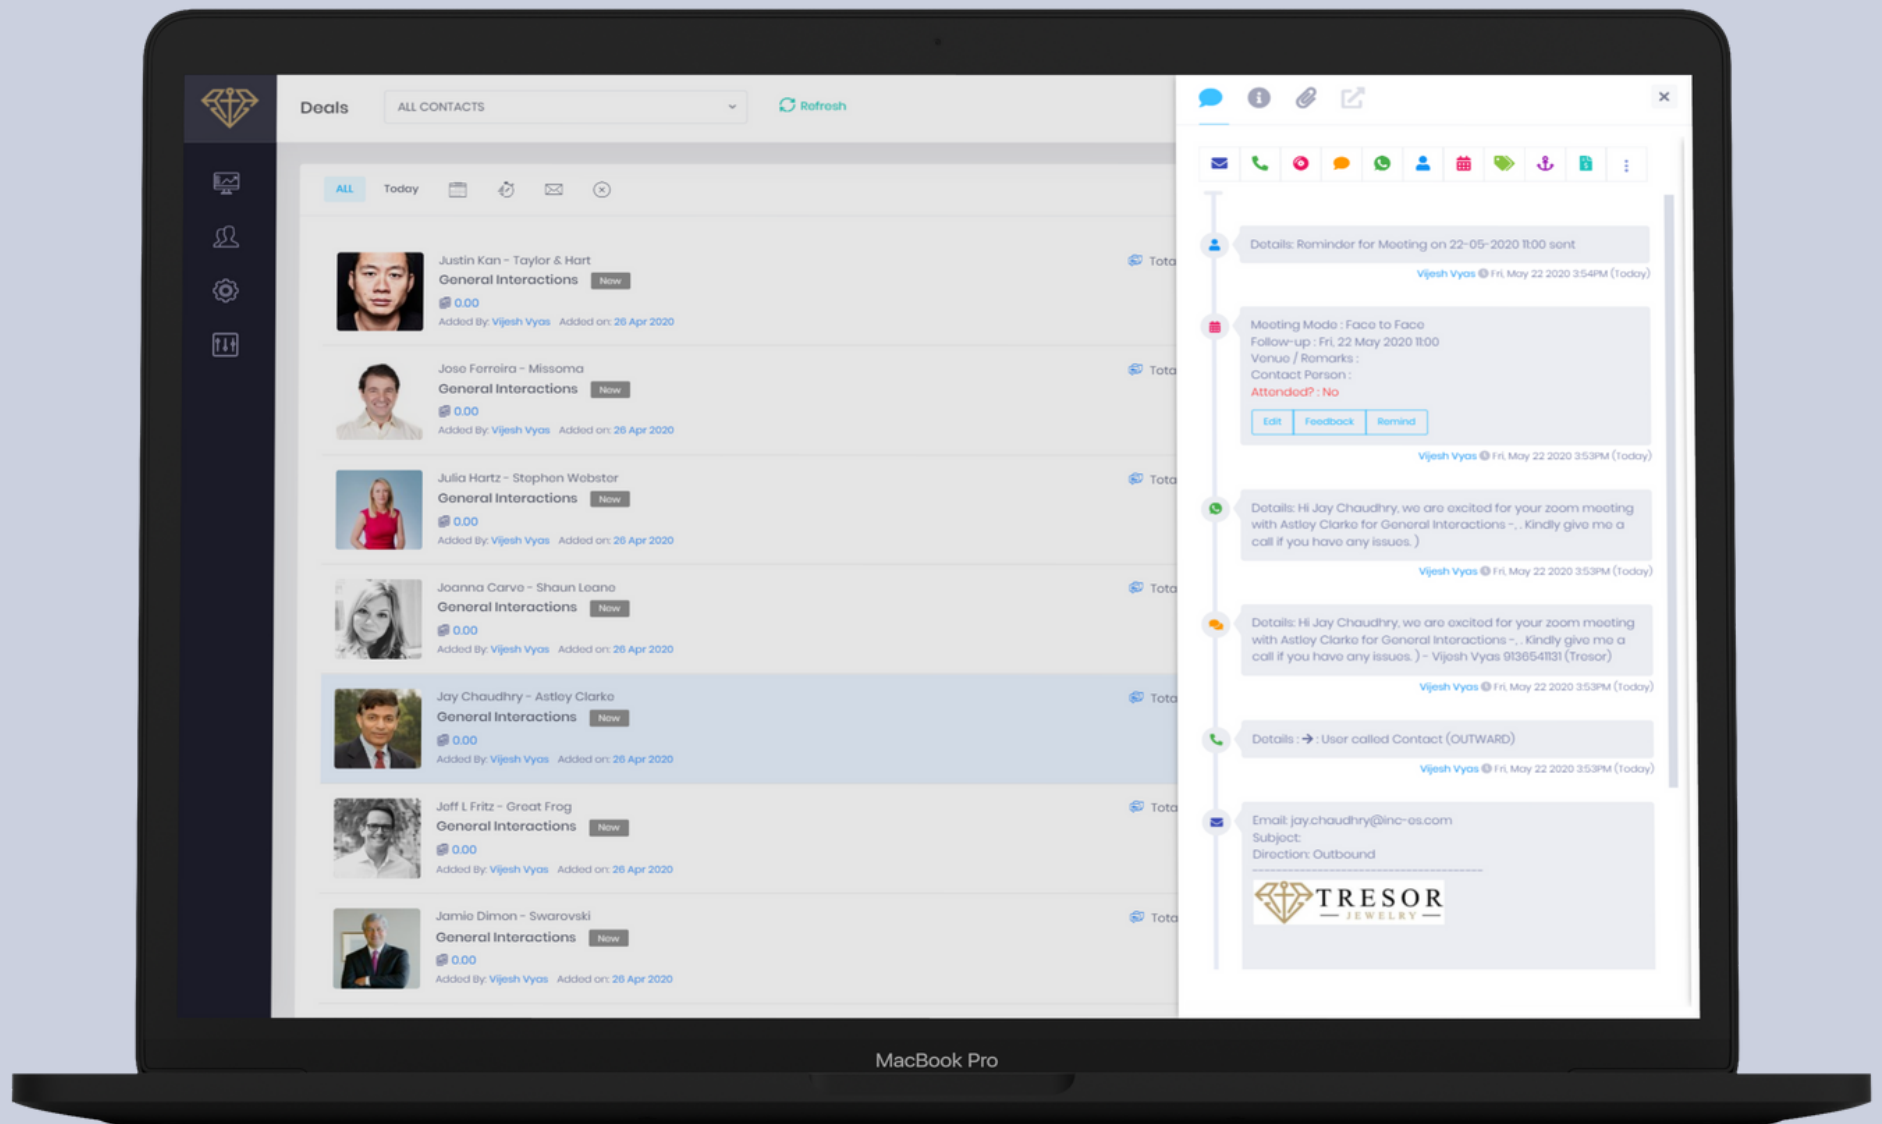 Deals
ALL CONTACTS
Refresh
ALL
Today
Justin Kan - Taylor & Hart
General Interactions New
0.00
Added By: Vijesh Vyas Added on: 26 Apr 2020
Tota
Jose Ferreira - Missoma
General Interactions New
0.00
Added By: Vijesh Vyas Added on: 26 Apr 2020
Tota
Julia Hartz - Stephen Webster
General Interactions New
0.00
Added By: Vijesh Vyas Added on: 26 Apr 2020
Tota
Joanna Carve - Shaun Leane
General Interactions New
0.00
Added By: Vijesh Vyas Added on: 26 Apr 2020
Tota
Jay Chaudhry - Astley Clarke
General Interactions New
0.00
Added By: Vijesh Vyas Added on: 26 Apr 2020
Tota
Jeff L Fritz - Great Frog
General Interactions New
0.00
Added By: Vijesh Vyas Added on: 26 Apr 2020
Tota
Jamie Dimon - Swarovski
General Interactions New
0.00
Added By: Vijesh Vyas Added on: 26 Apr 2020
Tota
Details: Reminder for Meeting on 22-05-2020 11:00 sent
Vijesh Vyas Fri, May 22 2020 3:54PM (Today)
Meeting Mode : Face to Face
Follow-up : Fri, 22 May 2020 11:00
Venue / Remarks :
Contact Person :
Attended? : No
Edit Feedback Remind
Vijesh Vyas Fri, May 22 2020 3:53PM (Today)
Details: Hi Jay Chaudhry, we are excited for your zoom meeting
with Astley Clarke for General Interactions -, . Kindly give me a
call if you have any issues. )
Vijesh Vyas Fri, May 22 2020 3:53PM (Today)
Details: Hi Jay Chaudhry, we are excited for your zoom meeting
with Astley Clarke for General Interactions -, . Kindly give me a
call if you have any issues. ) - Vijesh Vyas 9136541131 (Tresor)
Vijesh Vyas Fri, May 22 2020 3:53PM (Today)
Details : → : User called Contact (OUTWARD)
Vijesh Vyas Fri, May 22 2020 3:53PM (Today)
Email: jay.chaudhry@inc-es.com
Subject:
Direction: Outbound
--------------------------------------
TRESOR
JEWELRY
MacBook Pro